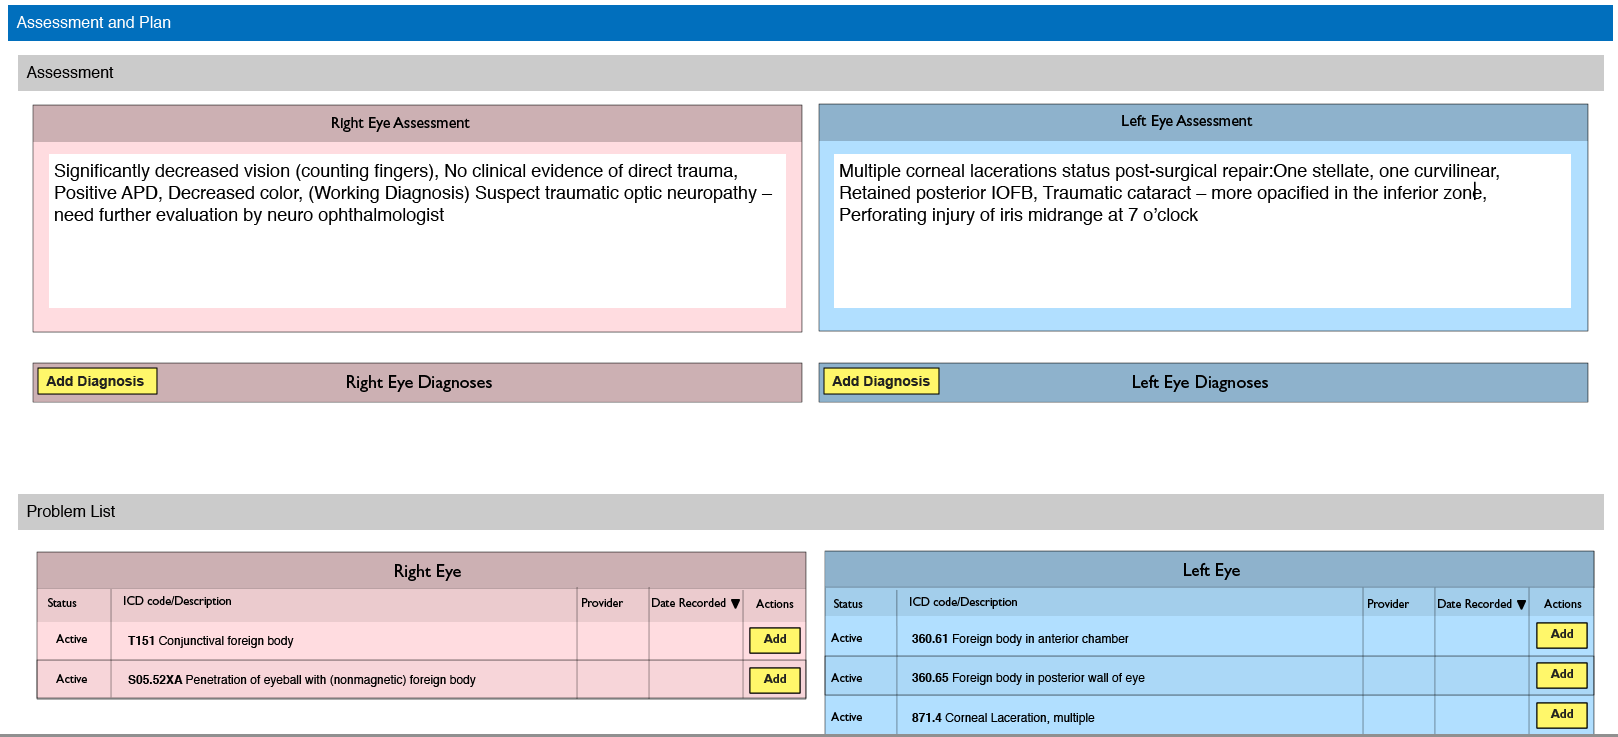 Assessment and Plan
Assessment
Right Eye Assessment
Significantly decreased vision (counting fingers), No clinical evidence of direct trauma,
Positive APD, Decreased color, (Working Diagnosis) Suspect traumatic optic neuropathy –
need further evaluation by neuro ophthalmologist
Left Eye Assessment
Multiple corneal lacerations status post-surgical repair:One stellate, one curvilinear,
Retained posterior IOFB, Traumatic cataract – more opacified in the inferior zone,
Perforating injury of iris midrange at 7 o’clock
Add Diagnosis Right Eye Diagnoses
Add Diagnosis Left Eye Diagnoses
Problem List
Right Eye
Status ICD code/Description Provider Date Recorded ▼ Actions
Active T151 Conjunctival foreign body Add
Active S05.52XA Penetration of eyeball with (nonmagnetic) foreign body Add
Left Eye
Status ICD code/Description Provider Date Recorded ▼ Actions
Active 360.61 Foreign body in anterior chamber Add
Active 360.65 Foreign body in posterior wall of eye Add
Active 871.4 Corneal Laceration, multiple Add